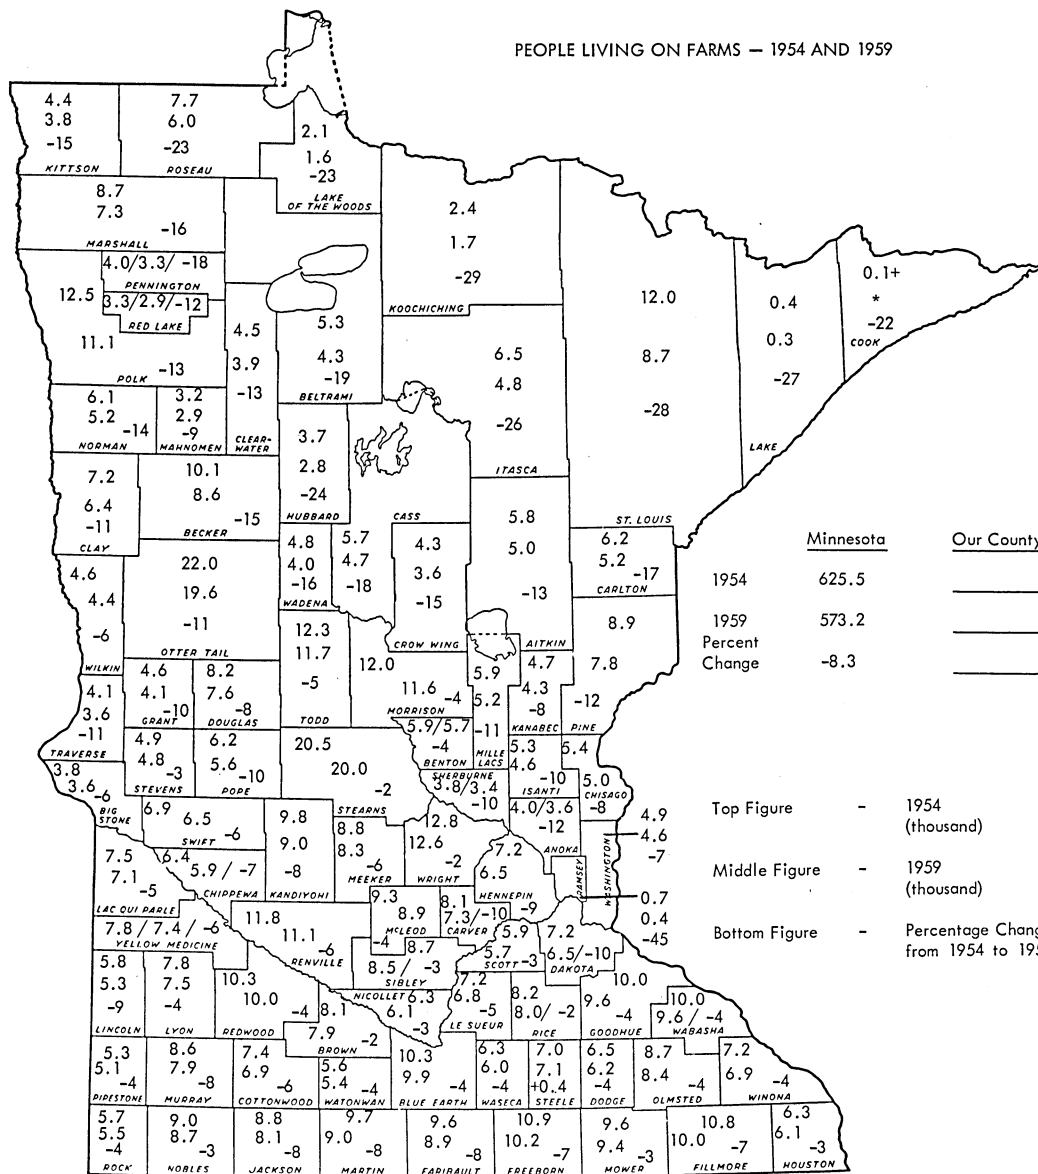 PEOPLE LIVING ON FARMS — 1954 AND 1959
4.4
3.8
-15
KITTSON
7.7
6.0
-23
ROSEAU
2.1
1.6
-23
LAKE
OF THE WOODS
8.7
7.3
-16
MARSHALL
2.4
1.7
-29
KOOCHICHING
4.0/3.3/ -18
PENNINGTON
3.3/2.9/-12
RED LAKE
12.5
11.1
-13
POLK
4.5
3.9
-13
CLEAR-
WATER
5.3
4.3
-19
BELTRAMI
6.5
4.8
-26
ITASCA
12.0
8.7
-28
ST. LOUIS
0.4
0.3
-27
LAKE
0.1+
*
-22
COOK
6.1
5.2
-14
NORMAN
3.2
2.9
-9
MAHNOMEN
3.7
2.8
-24
HUBBARD
7.2
6.4
-11
CLAY
10.1
8.6
-15
BECKER
CASS
5.7
4.7
-18
4.8
4.0
-16
WADENA
4.3
3.6
-15
CROW WING
5.8
5.0
-13
AITKIN
6.2
5.2
-17
CARLTON
4.6
4.4
-6
WILKIN
22.0
19.6
-11
OTTER TAIL
12.3
11.7
-5
TODD
12.0
11.6
-4
MORRISON
5.9
5.2
-11
MILLE
LACS
4.7
4.3
-8
KANABEC
8.9
7.8
-12
PINE
4.1
3.6
-11
TRAVERSE
4.6
4.1
-10
GRANT
8.2
7.6
-8
DOUGLAS
5.9/5.7
-4
BENTON
3.8
3.6
-6
BIG
STONE
4.9
4.8
-3
STEVENS
6.2
5.6
-10
POPE
20.5
20.0
-2
STEARNS
SHERBURNE
3.8/3.4
-10
5.3
4.6
-10
ISANTI
5.4
5.0
-8
CHISAGO
6.9
6.5
-6
SWIFT
9.8
9.0
-8
KANDIYOHI
8.8
8.3
-6
MEEKER
12.8
12.6
-2
WRIGHT
4.0/3.6
-12
ANOKA
RAMSEY
WASHINGTON
4.9
4.6
-7
0.7
0.4
-45
7.5
7.1
-5
LAC QUI PARLE
6.4
5.9 / -7
CHIPPEWA
7.2
6.5
-9
HENNEPIN
9.3
8.9
-4
McLEOD
8.1
7.3/-10
CARVER
7.8 / 7.4 / -6
YELLOW MEDICINE
11.8
11.1
-6
RENVILLE
8.7
8.5 / -3
SIBLEY
5.9
5.7
-3
SCOTT
7.2
6.5/-10
DAKOTA
5.8
5.3
-9
LINCOLN
7.8
7.5
-4
LYON
10.3
10.0
-4
REDWOOD
8.1
7.9
-2
BROWN
NICOLLET
6.3
6.1
-3
7.2
6.8
-5
LE SUEUR
8.2
8.0/ -2
RICE
10.0
9.6
-4
GOODHUE
10.0
9.6 / -4
WABASHA
5.3
5.1
-4
PIPESTONE
8.6
7.9
-8
MURRAY
7.4
6.9
-6
COTTONWOOD
5.6
5.4
-4
WATONWAN
10.3
9.9
-4
BLUE EARTH
6.3
6.0
-4
WASECA
7.0
7.1
+0.4
STEELE
6.5
6.2
-4
DODGE
8.7
8.4
-4
OLMSTED
7.2
6.9
-4
WINONA
5.7
5.5
-4
ROCK
9.0
8.7
-3
NOBLES
8.8
8.1
-8
JACKSON
9.7
9.0
-8
MARTIN
9.6
8.9
-8
FARIBAULT
10.9
10.2
-7
FREEBORN
9.6
9.4
-3
MOWER
10.8
10.0
-7
FILLMORE
6.3
6.1
-3
HOUSTON
Minnesota Our County
1954 625.5
1959 573.2
Percent
Change -8.3
Top Figure – 1954
(thousand)
Middle Figure – 1959
(thousand)
Bottom Figure – Percentage Chang
from 1954 to 195